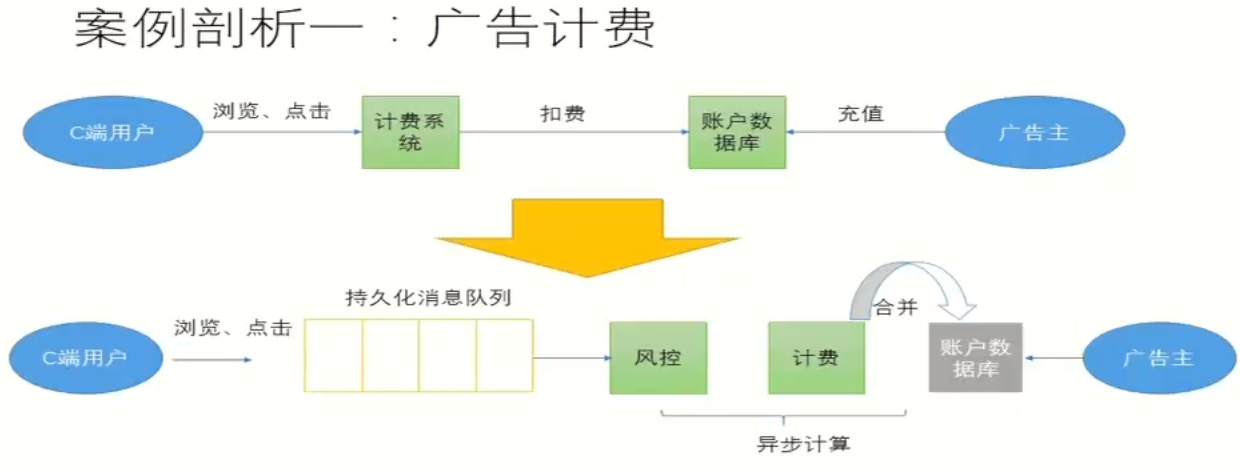 案例剖析一：广告计费
C端用户
浏览、点击
计费系
统
扣费
账户数
据库
充值
广告主
持久化消息队列
C端用户
浏览、点击
风控
计费
合并
账户数
据库
广告主
异步计算